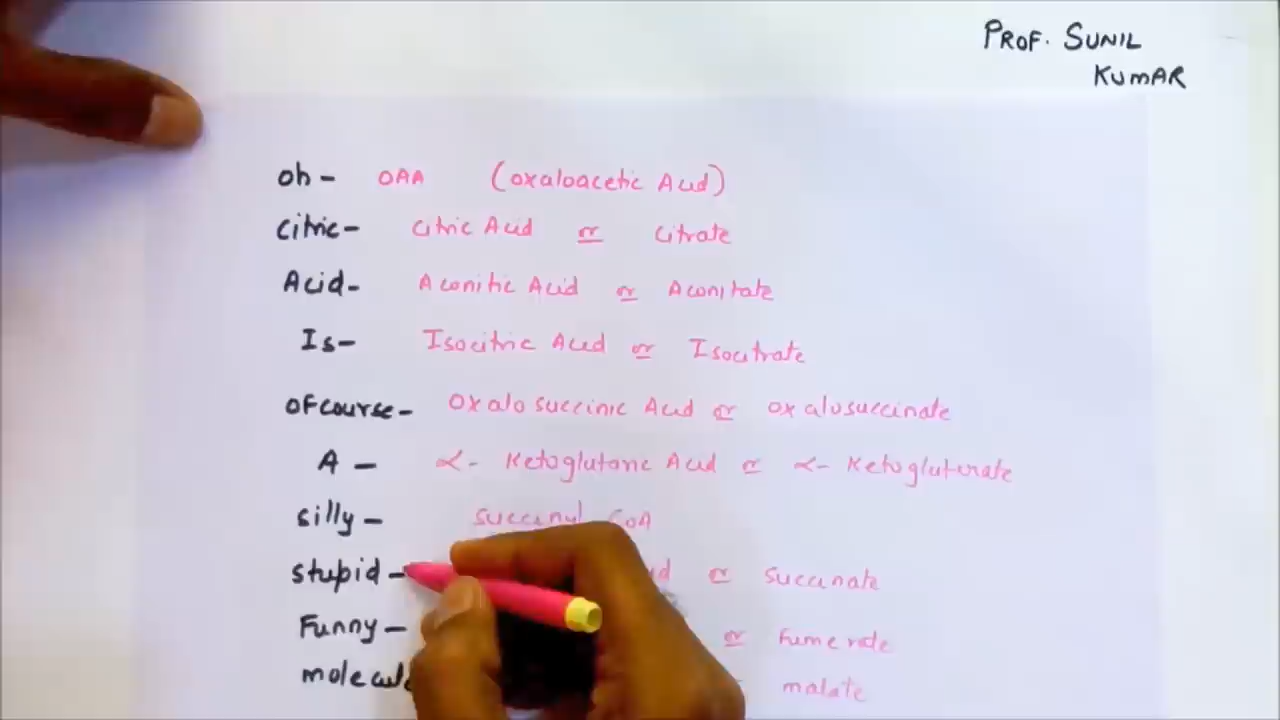 PROF. SUNIL
KUMAR
oh - OAA (oxaloacetic Acid)
citric - Citric Acid or Citrate
Acid - Aconitic Acid or Aconitate
Is - Isocitric Acid or Isocitrate
ofcourse - Oxalosuccinic Acid or oxalosuccinate
A - α- Ketoglutaric Acid or α- Ketogluterate
silly - Succinyl CoA
stupid - or Succinate
Funny - or Fumerate
malate